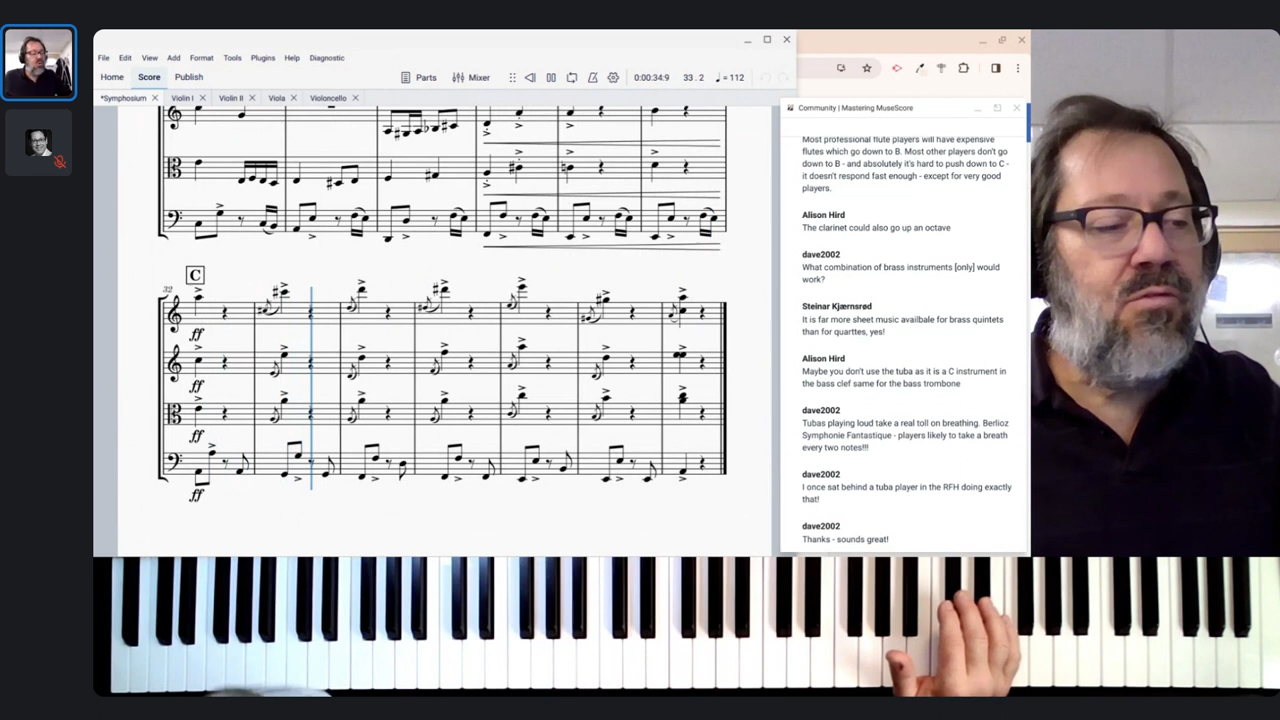 File Edit View Add Format Tools Plugins Help Diagnostic
Home Score Publish Parts Mixer 0:00:34:9 33 . 2 = 112
*Symphosium Violin I Violin II Viola Violoncello
Community | Mastering MuseScore
Most professional flute players will have expensive
flutes which go down to B. Most other players don't go
down to B - and absolutely it's hard to push down to C -
it doesn't respond fast enough - except for very good
players.
Alison Hird
The clarinet could also go up an octave
dave2002
What combination of brass instruments [only] would
work?
Steinar Kjærnsrød
It is far more sheet music availbale for brass quintets
than for quarttes, yes!
Alison Hird
Maybe you don't use the tuba as it is a C instrument in
the bass clef same for the bass trombone
dave2002
Tubas playing loud take a real toll on breathing. Berlioz
Symphonie Fantastique - players likely to take a breath
every two notes!!!
dave2002
I once sat behind a tuba player in the RFH doing exactly
that!
dave2002
Thanks - sounds great!
C
32
ff
ff
ff
ff